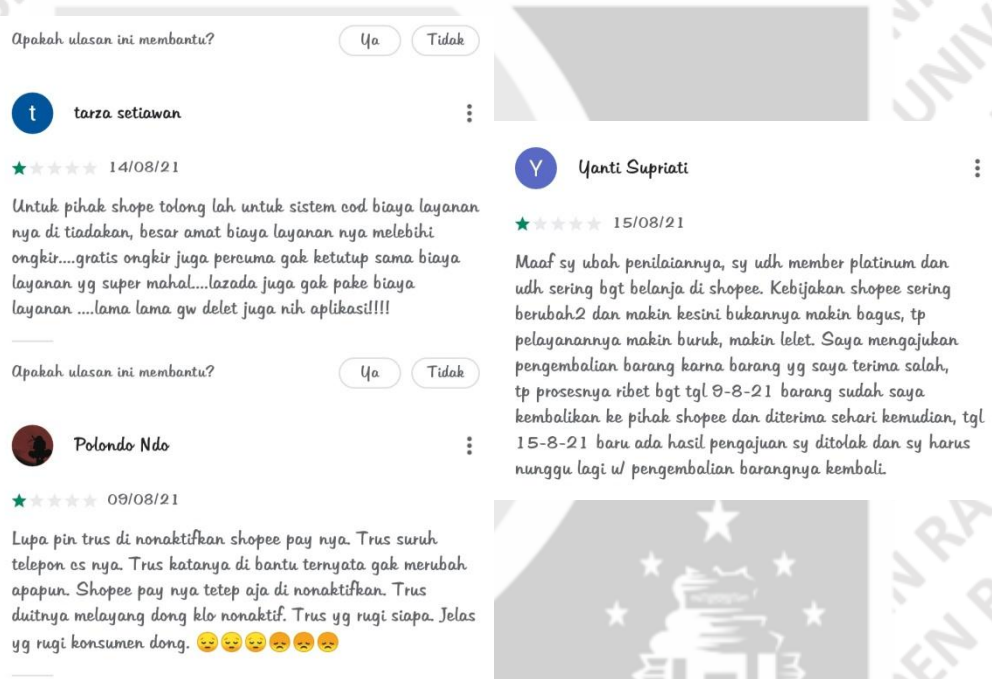 Apakah ulasan ini membantu?
Ya
Tidak
t
tarza setiawan
14/08/21
Untuk pihak shope tolong lah untuk sistem cod biaya layanan
nya di tiadakan, besar amat biaya layanan nya melebihi
ongkir....gratis ongkir juga percuma gak ketutup sama biaya
layanan yg super mahal....lazada juga gak pake biaya
layanan ....lama lama gw delet juga nih aplikasi!!!!
Apakah ulasan ini membantu?
Ya
Tidak
Polondo Ndo
09/08/21
Lupa pin trus di nonaktifkan shopee pay nya. Trus suruh
telepon cs nya. Trus katanya di bantu ternyata gak merubah
apapun. Shopee pay nya tetep aja di nonaktifkan. Trus
duitnya melayang dong klo nonaktif. Trus yg rugi siapa. Jelas
yg rugi konsumen dong. 😔😔😔😞😞😞
Y
Yanti Supriati
15/08/21
Maaf sy ubah penilaiannya, sy udh member platinum dan
udh sering bgt belanja di shopee. Kebijakan shopee sering
berubah2 dan makin kesini bukannya makin bagus, tp
pelayanannya makin buruk, makin lelet. Saya mengajukan
pengembalian barang karna barang yg saya terima salah,
tp prosesnya ribet bgt tgl 9-8-21 barang sudah saya
kembalikan ke pihak shopee dan diterima sehari kemudian, tgl
15-8-21 baru ada hasil pengajuan sy ditolak dan sy harus
nunggu lagi u/ pengembalian barangnya kembali.